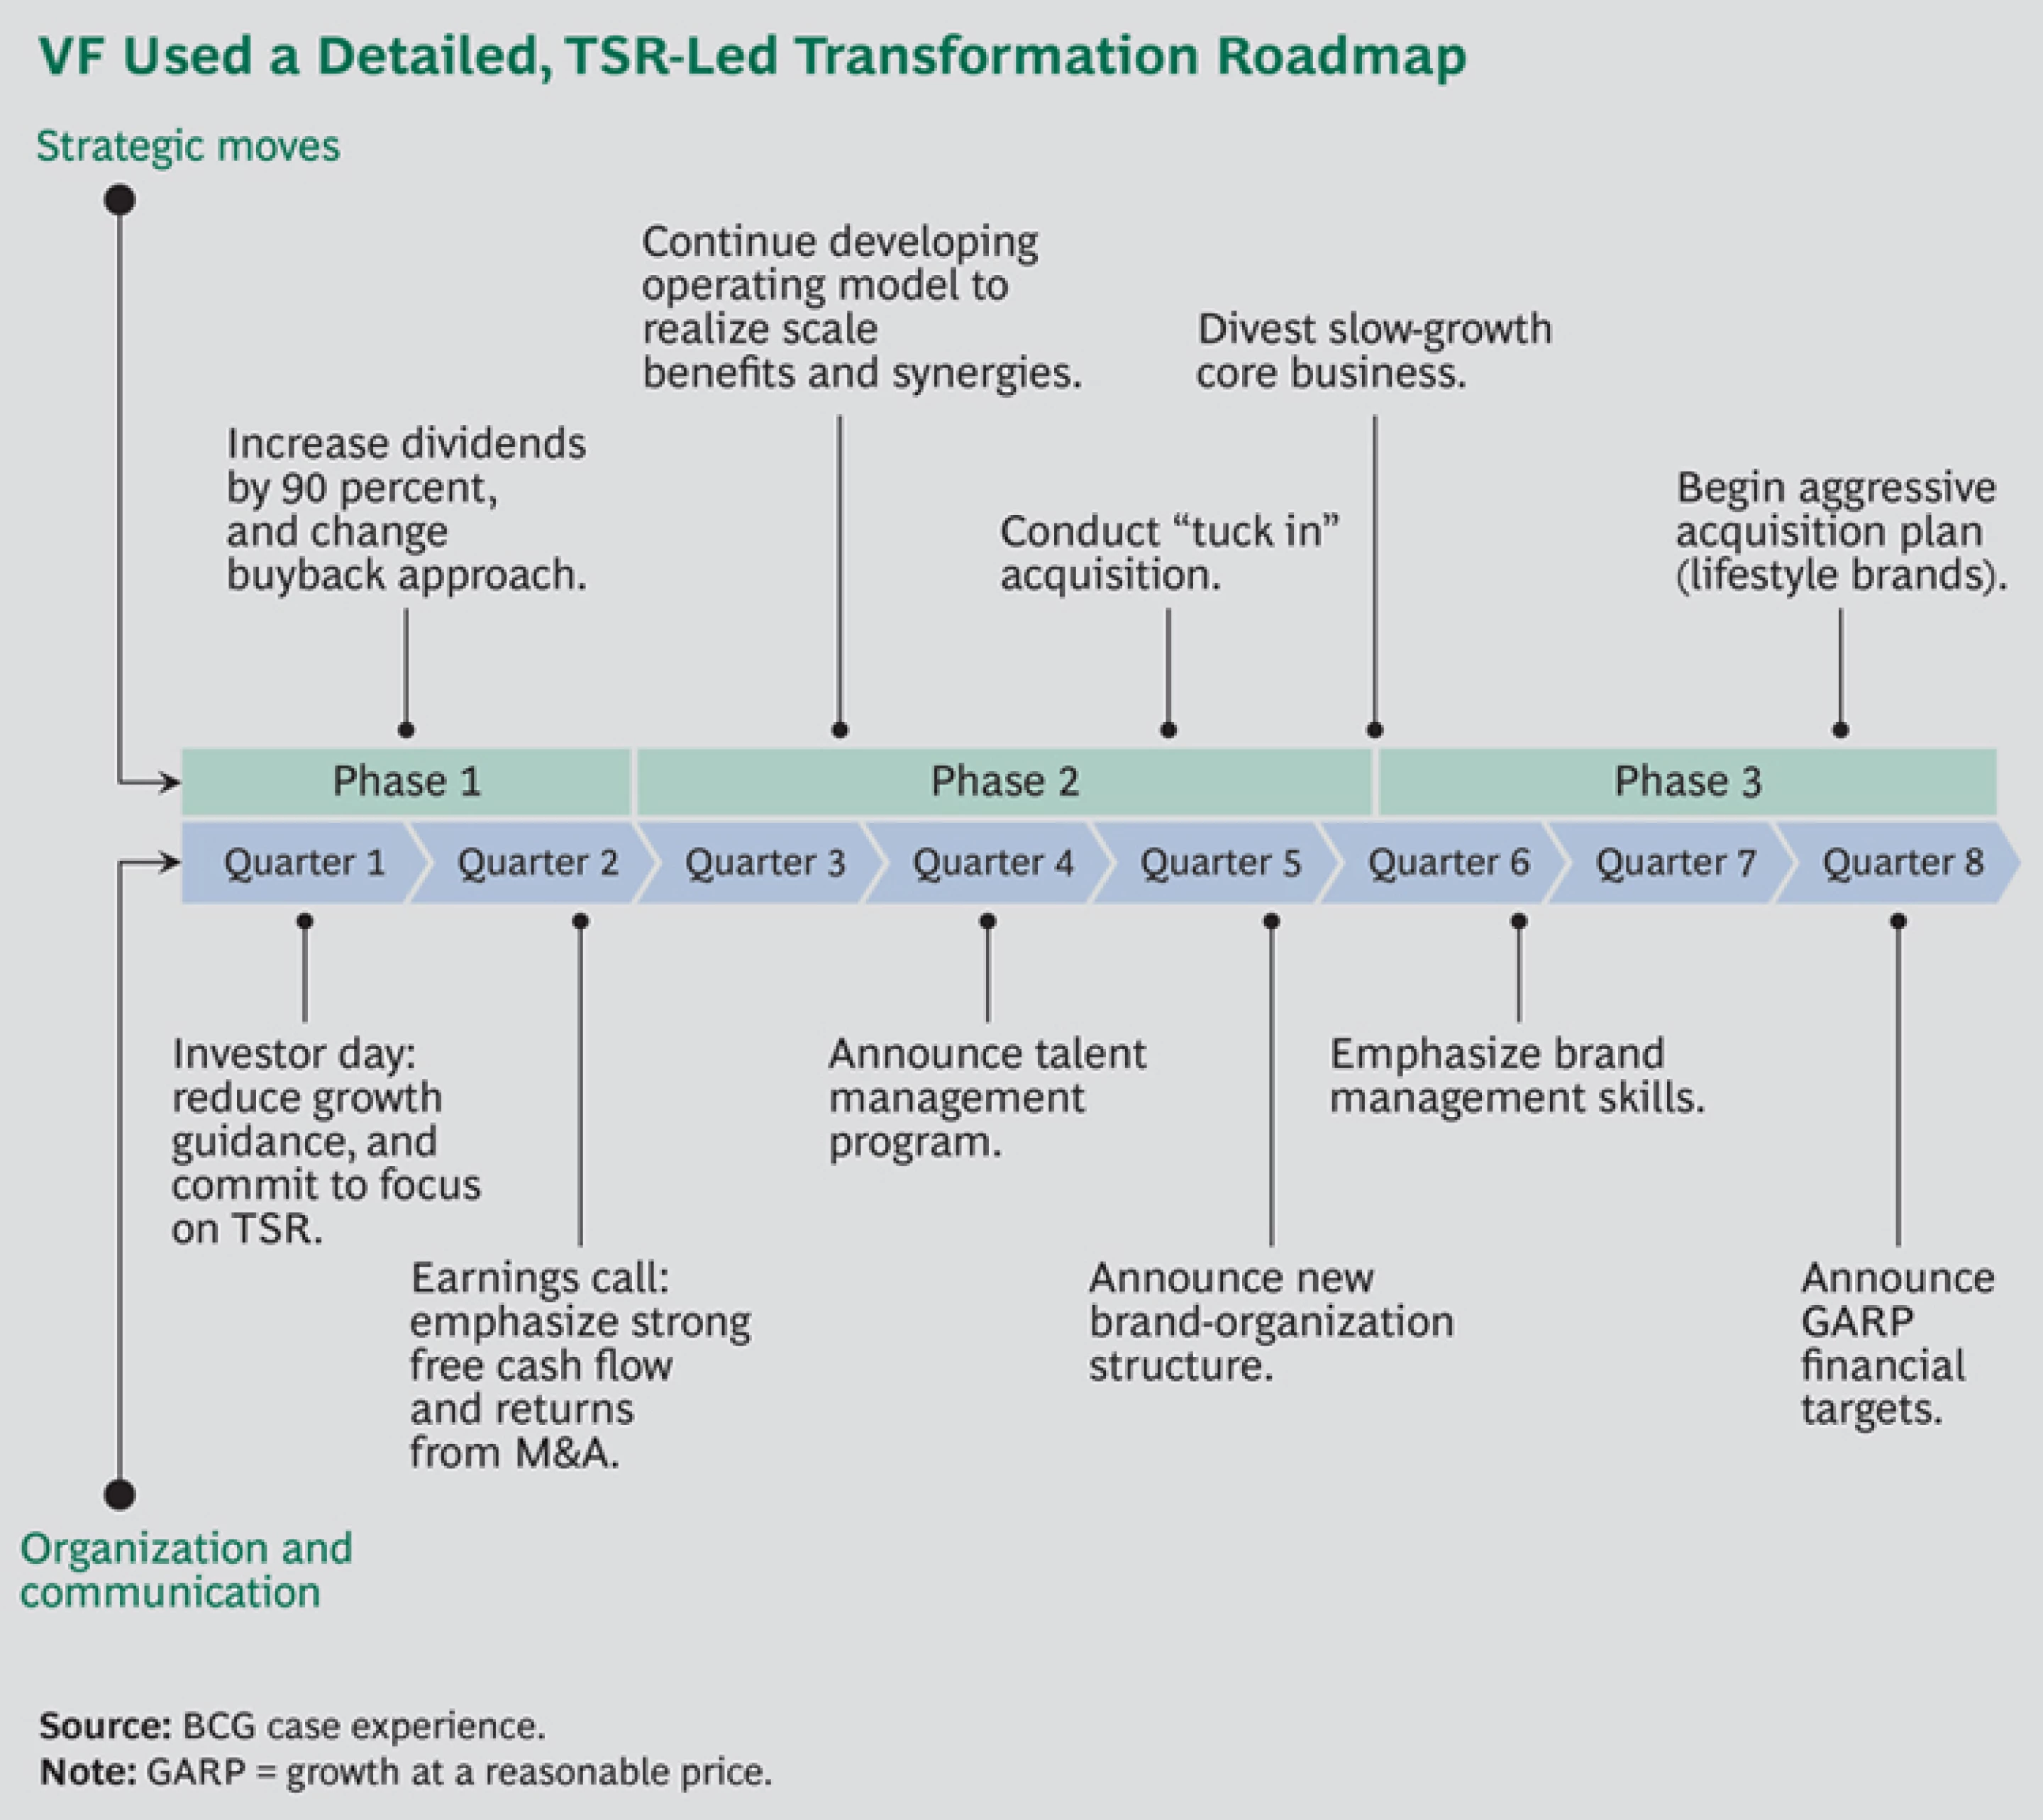 VF Used a Detailed, TSR-Led Transformation Roadmap
Strategic moves
Increase dividends
by 90 percent,
and change
buyback approach.
Continue developing
operating model to
realize scale
benefits and synergies.
Conduct “tuck in”
acquisition.
Divest slow-growth
core business.
Begin aggressive
acquisition plan
(lifestyle brands).
Phase 1
Phase 2
Phase 3
Quarter 1
Quarter 2
Quarter 3
Quarter 4
Quarter 5
Quarter 6
Quarter 7
Quarter 8
Investor day:
reduce growth
guidance, and
commit to focus
on TSR.
Earnings call:
emphasize strong
free cash flow
and returns
from M&A.
Announce talent
management
program.
Announce new
brand-organization
structure.
Emphasize brand
management skills.
Announce
GARP
financial
targets.
Organization and
communication
Source: BCG case experience.
Note: GARP = growth at a reasonable price.